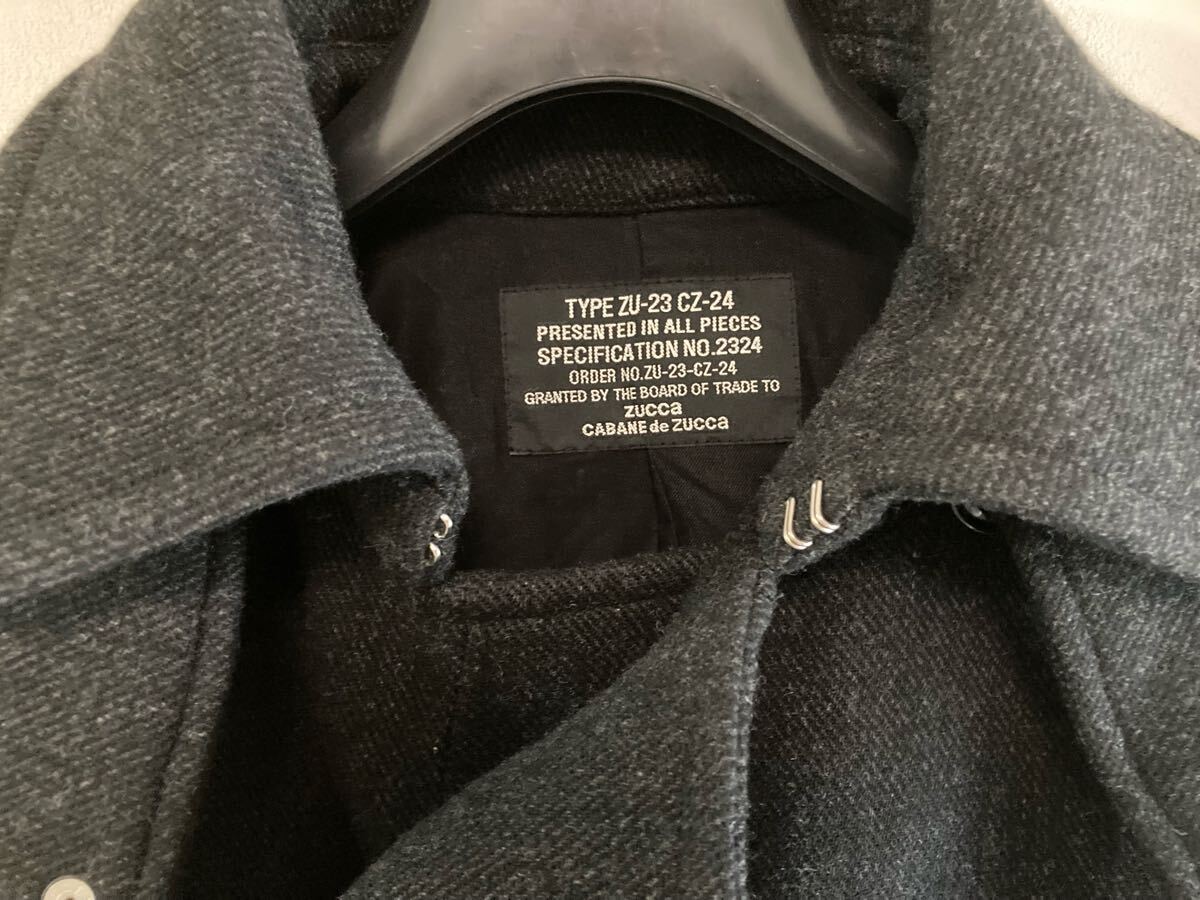 TYPE ZU-23 CZ-24
PRESENTED IN ALL PIECES
SPECIFICATION NO.2324
ORDER NO.ZU-23-CZ-24
GRANTED BY THE BOARD OF TRADE TO
zucca
CABANE de zucca